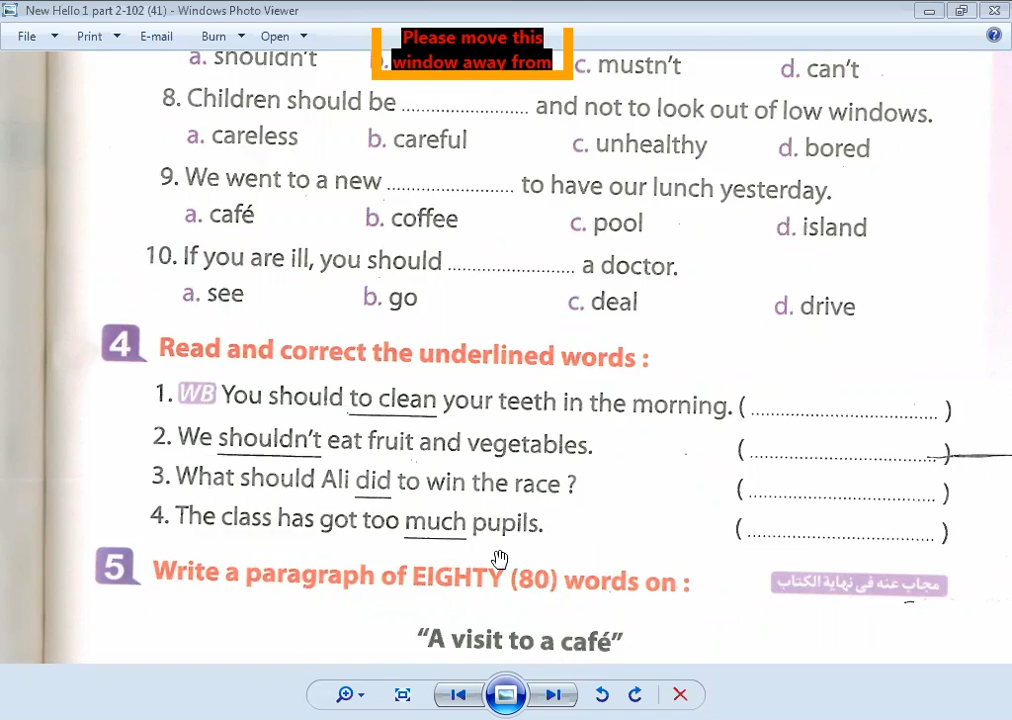 New Hello 1 part 2-102 (41) - Windows Photo Viewer
File Print E-mail Burn Open
Please move this
window away from
a. shouldn't c. mustn't d. can't
8. Children should be ........................ and not to look out of low windows.
a. careless b. careful c. unhealthy d. bored
9. We went to a new ........................ to have our lunch yesterday.
a. café b. coffee c. pool d. island
10. If you are ill, you should ........................ a doctor.
a. see b. go c. deal d. drive
4 Read and correct the underlined words :
1. WB You should to clean your teeth in the morning. (....................................)
2. We shouldn't eat fruit and vegetables. (....................................)
3. What should Ali did to win the race ? (....................................)
4. The class has got too much pupils. (....................................)
5 Write a paragraph of EIGHTY (80) words on : مجاب عنه فى نهاية الكتاب
"A visit to a café"